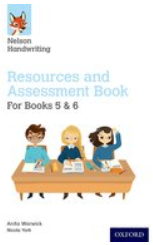 Nelson
Handwriting
Resources and
Assessment Book
For Books 5 & 6
Anita Warwick
Nicola York
OXFORD